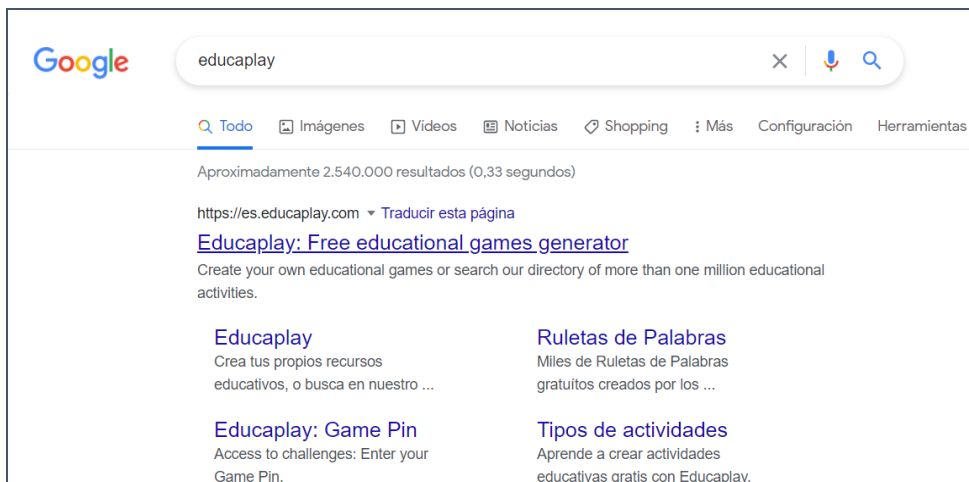 Google
educaplay
Todo Imágenes Vídeos Noticias Shopping Más Configuración Herramientas
Aproximadamente 2.540.000 resultados (0,33 segundos)
https://es.educaplay.com Traducir esta página
Educaplay: Free educational games generator
Create your own educational games or search our directory of more than one million educational
activities.
Educaplay
Crea tus propios recursos
educativos, o busca en nuestro ...
Ruletas de Palabras
Miles de Ruletas de Palabras
gratuítos creados por los ...
Educaplay: Game Pin
Access to challenges: Enter your
Game Pin.
Tipos de actividades
Aprende a crear actividades
educativas gratis con Educaplay.